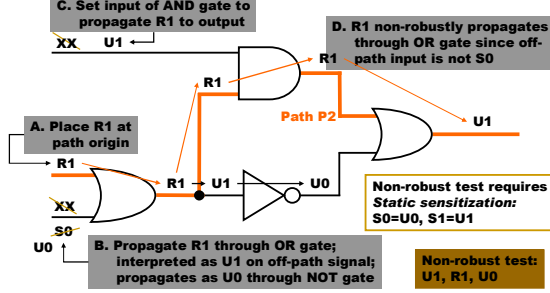 C. Set input of AND gate to
propagate R1 to output
XX
U1
D. R1 non-robustly propagates
through OR gate since off-
path input is not S0
R1
R1
Path P2
U1
A. Place R1 at
path origin
R1
R1
U1
U0
XX
S0
U0
B. Propagate R1 through OR gate;
interpreted as U1 on off-path signal;
propagates as U0 through NOT gate
Non-robust test requires
Static sensitization:
S0=U0, S1=U1
Non-robust test:
U1, R1, U0